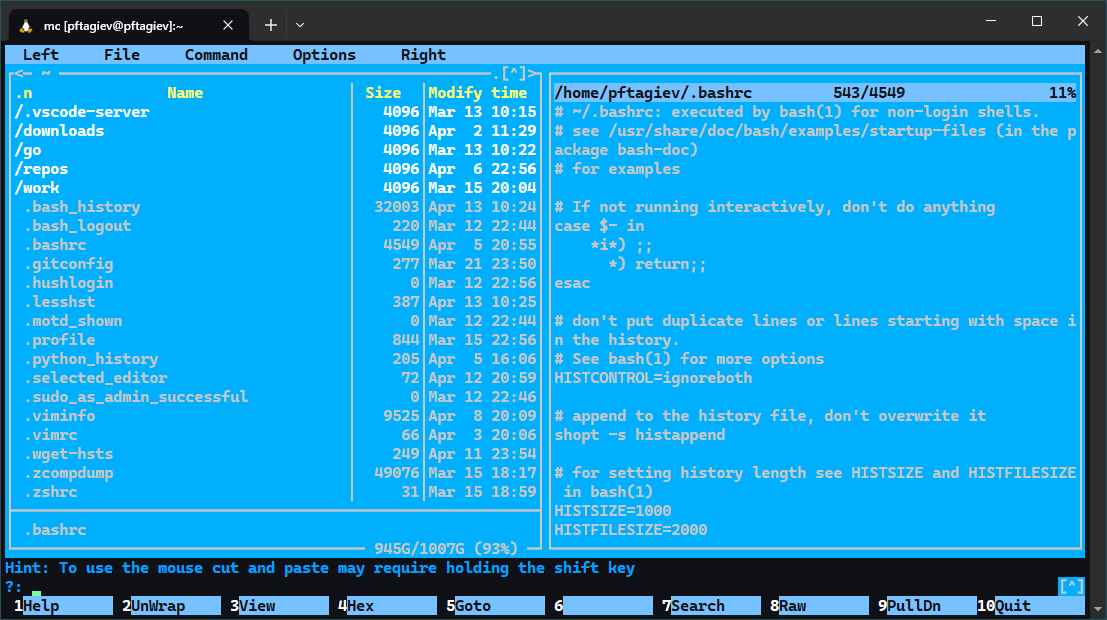 mc [pftagiev@pftagiev]:~
Left File Command Options Right
<─ ~ .[^]>
.n Name Size Modify time
/.vscode-server 4096 Mar 13 10:15
/downloads 4096 Apr 2 11:29
/go 4096 Mar 13 10:22
/repos 4096 Apr 6 22:56
/work 4096 Mar 15 20:04
.bash_history 32003 Apr 13 10:24
.bash_logout 220 Mar 12 22:44
.bashrc 4549 Apr 5 20:55
.gitconfig 277 Mar 21 23:50
.hushlogin 0 Mar 12 22:56
.lesshst 387 Apr 13 10:25
.motd_shown 0 Mar 12 22:44
.profile 844 Mar 15 22:56
.python_history 205 Apr 5 16:06
.selected_editor 72 Apr 12 20:59
.sudo_as_admin_successful 0 Mar 12 22:46
.viminfo 9525 Apr 8 20:09
.vimrc 66 Apr 3 20:06
.wget-hsts 249 Apr 11 23:54
.zcompdump 49076 Mar 15 18:17
.zshrc 31 Mar 15 18:59
.bashrc
945G/1007G (93%)
/home/pftagiev/.bashrc 543/4549 11%
# ~/.bashrc: executed by bash(1) for non-login shells.
# see /usr/share/doc/bash/examples/startup-files (in the p
ackage bash-doc)
# for examples
# If not running interactively, don't do anything
case $- in
*i*) ;;
*) return;;
esac
# don't put duplicate lines or lines starting with space i
n the history.
# See bash(1) for more options
HISTCONTROL=ignoreboth
# append to the history file, don't overwrite it
shopt -s histappend
# for setting history length see HISTSIZE and HISTFILESIZE
in bash(1)
HISTSIZE=1000
HISTFILESIZE=2000
Hint: To use the mouse cut and paste may require holding the shift key
?: [^]
1Help 2UnWrap 3View 4Hex 5Goto 6 7Search 8Raw 9PullDn 10Quit